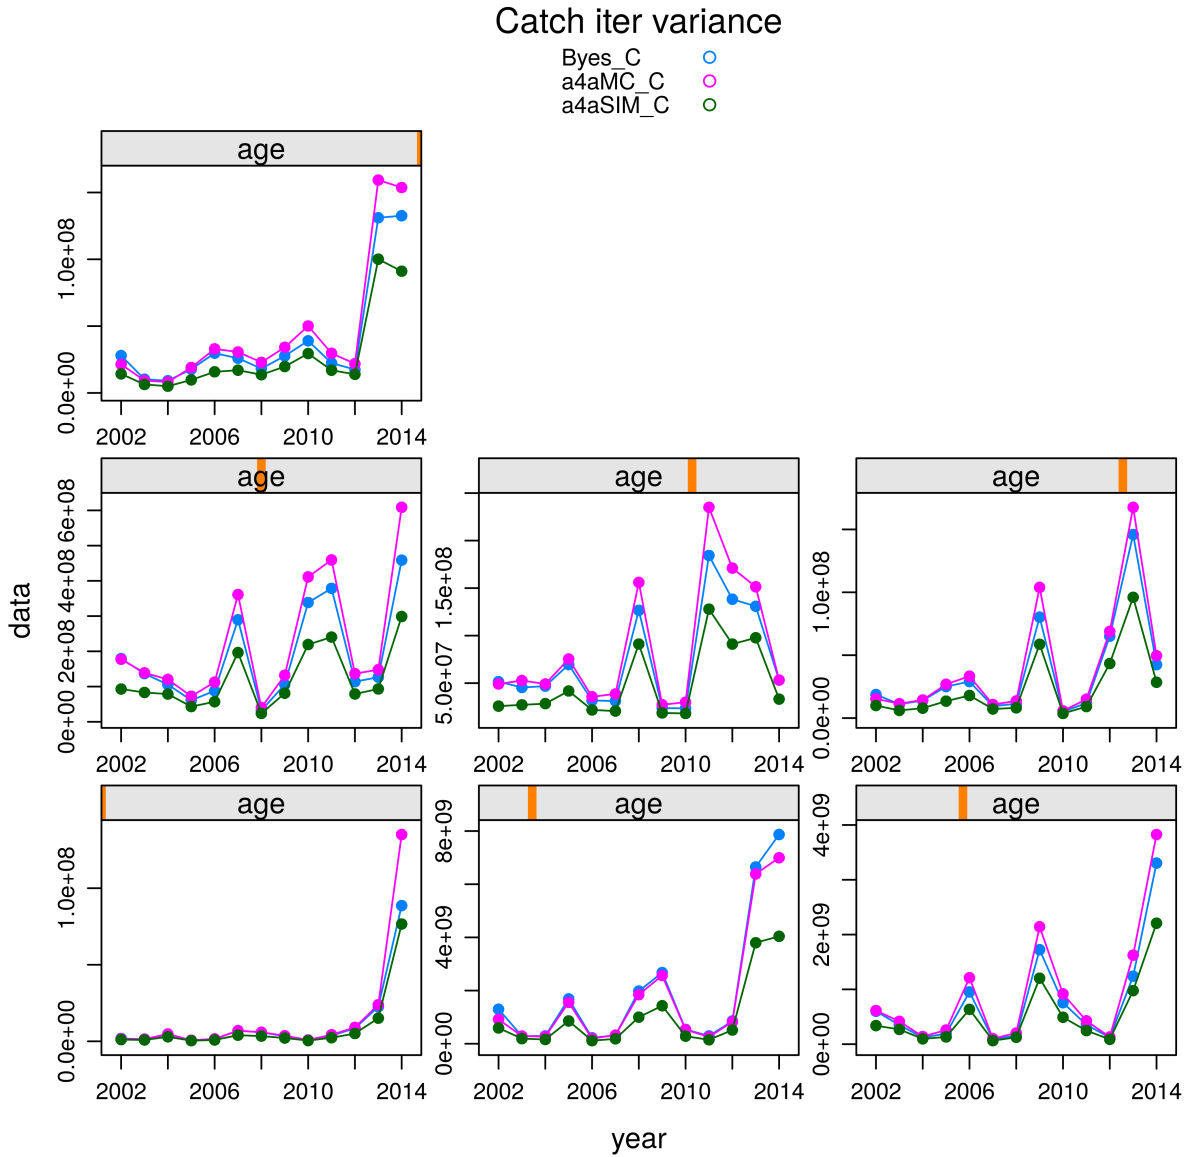 Catch iter variance
Byes_C
a4aMC_C
a4aSIM_C
age
0.0e+00 1.0e+08
2002 2006 2010 2014
age age age
0e+00 2e+08 4e+08 6e+08
5.0e+07 1.5e+08
0.0e+00 1.0e+08
2002 2006 2010 2014 2002 2006 2010 2014 2002 2006 2010 2014
data
age age age
0.0e+00 1.0e+08
0e+00 4e+09 8e+09
0e+00 2e+09 4e+09
2002 2006 2010 2014 2002 2006 2010 2014 2002 2006 2010 2014
year